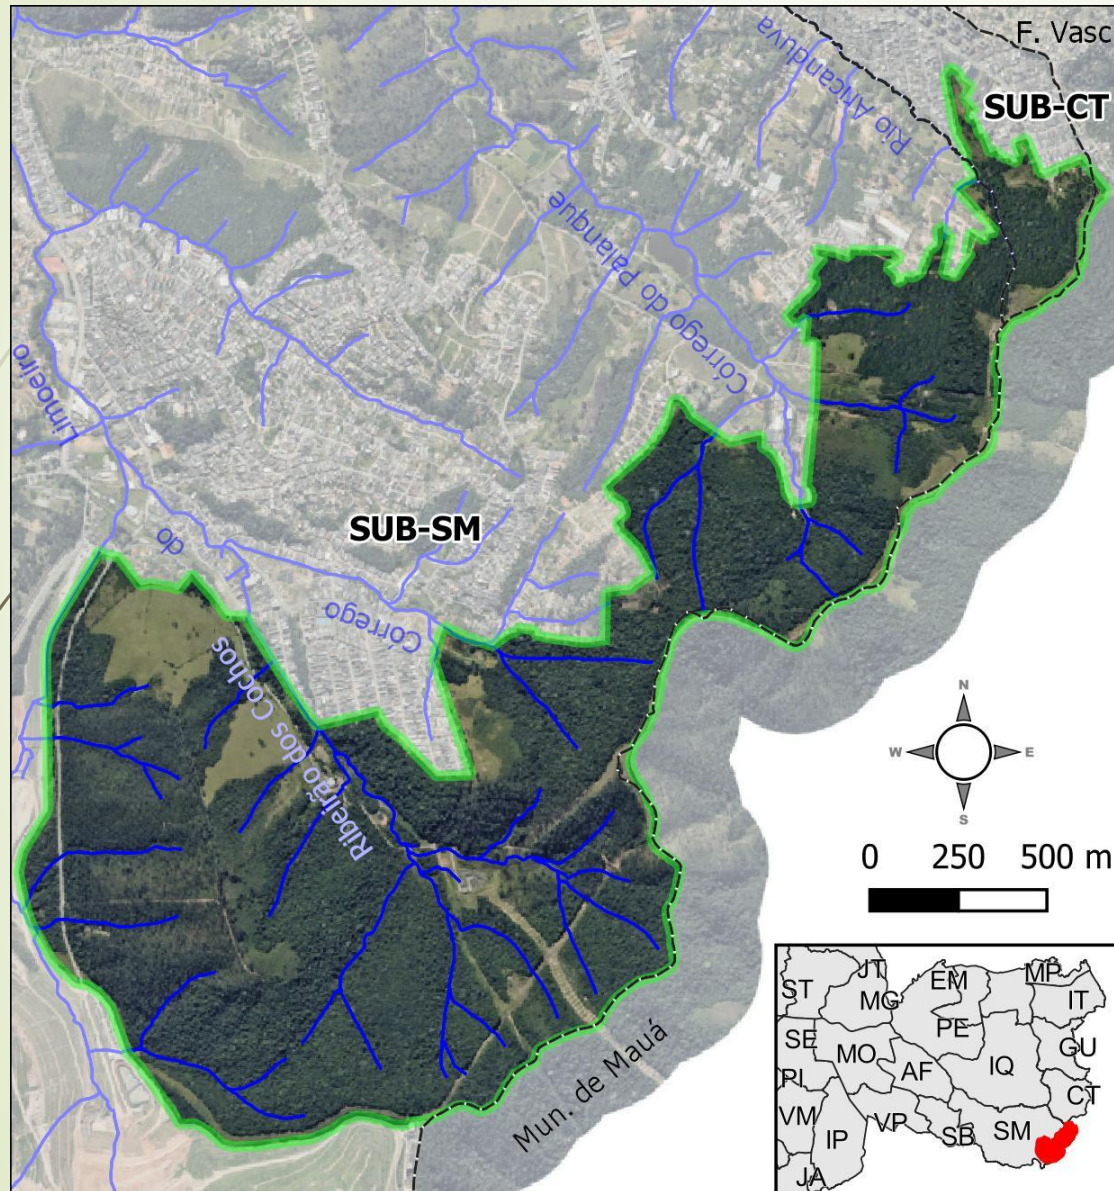 F. Vasc
SUB-CT
Rio Aricanduva
Córrego do Palanque
Limoeiro
do
Córrego
SUB-SM
Ribeirão dos Cochos
Mun. de Mauá
N
W
E
S
0 250 500 m
ST
JT
MG
EM
MP
IT
SE
MO
PE
IQ
GU
PI
AF
CT
VM
IP
VP
SB
SM
JA